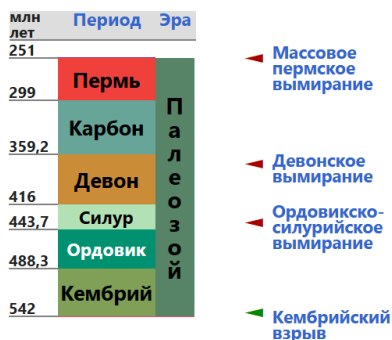 млн лет Период Эра
251
Пермь
299
Карбон
359,2
Девон
416
Силур
443,7
Ордовик
488,3
Кембрий
542
Палеозой
Массовое
пермское
вымирание
Девонское
вымирание
Ордовикско-
силурийское
вымирание
Кембрийский
взрыв